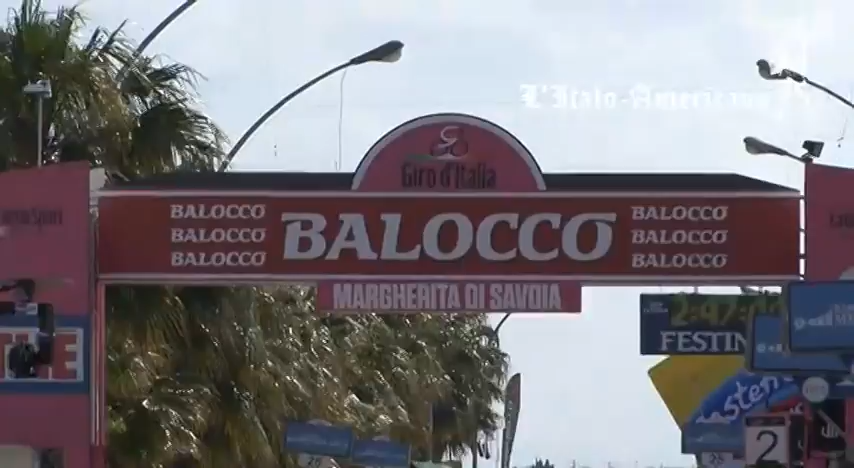 L'Italo-Americano
Giro d'Italia
BALOCCO
BALOCCO
BALOCCO
BALOCCO
BALOCCO
BALOCCO
BALOCCO
MARGHERITA DI SAVOIA
FESTIN
2